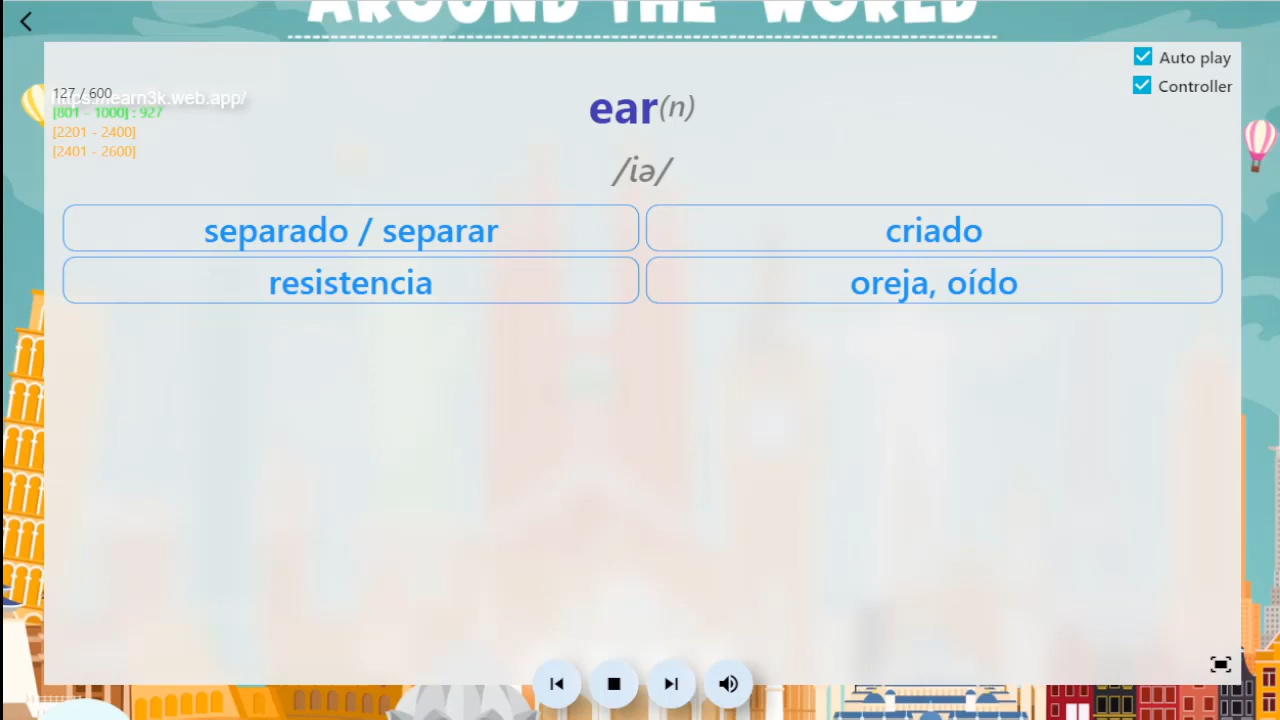 AROUND THE WORLD
Auto play
Controller
127 / 600
https://learn3k.web.app/
[801 - 1000] : 927
[2201 - 2400]
[2401 - 2600]
ear(n)
/iə/
separado / separar
criado
resistencia
oreja, oído